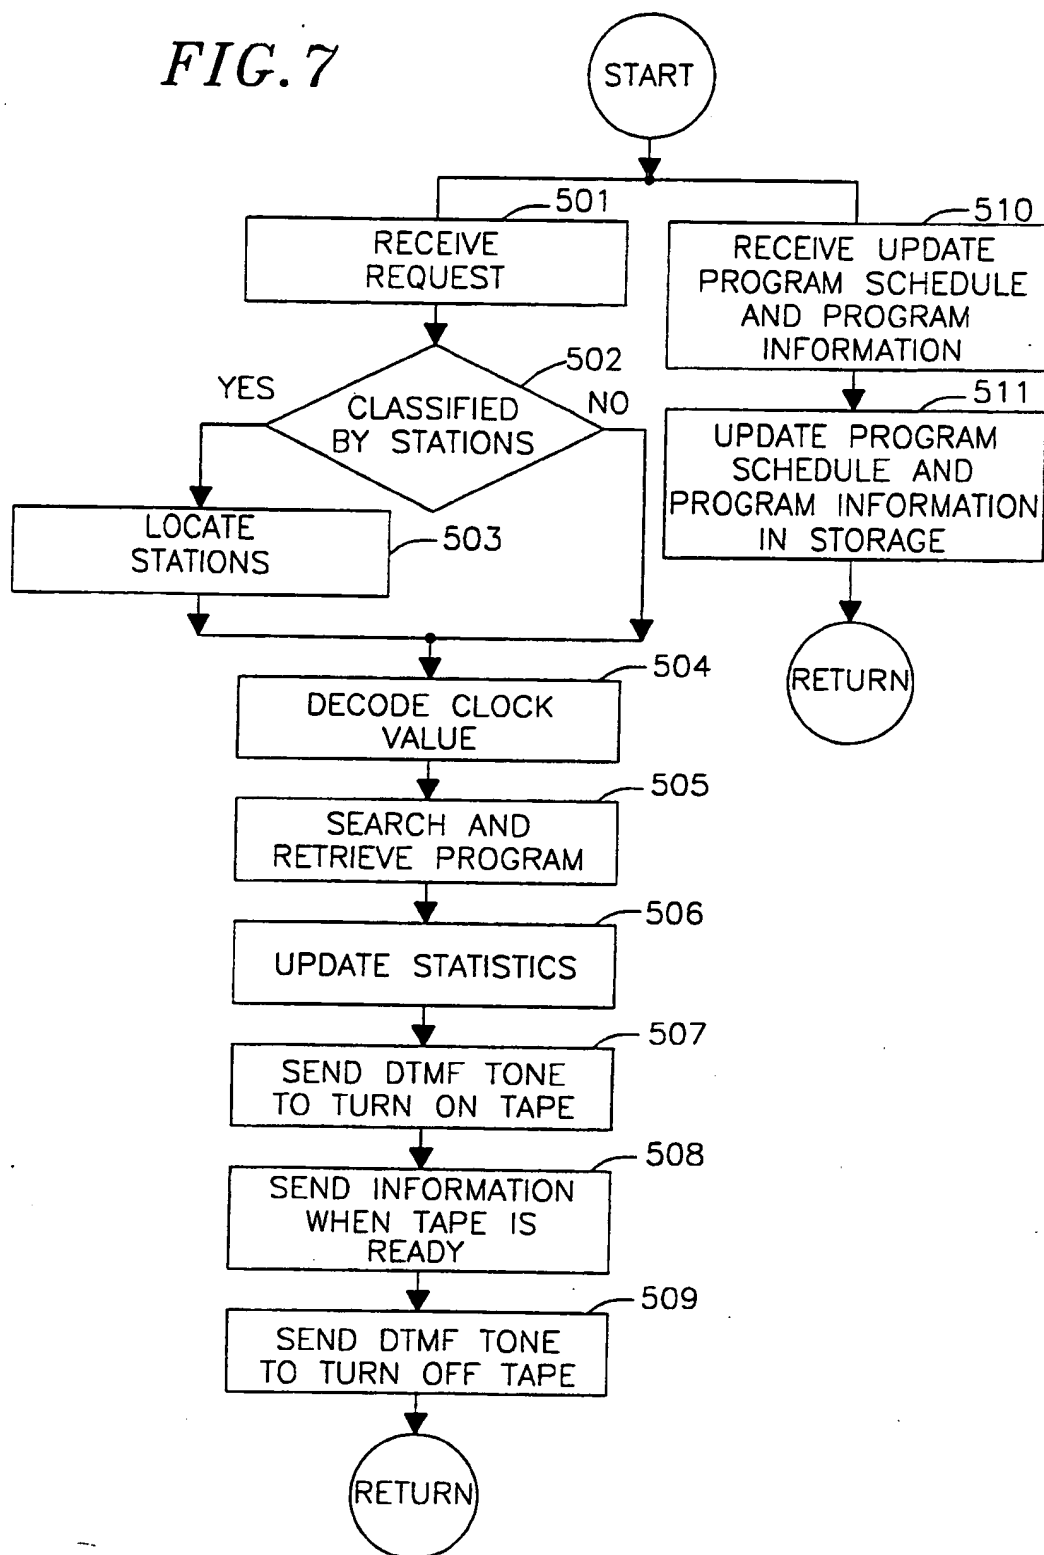 FIG. 7
START
501
RECEIVE
REQUEST
502
YES
NO
CLASSIFIED
BY STATIONS
LOCATE
STATIONS
503
504
DECODE CLOCK
VALUE
505
SEARCH AND
RETRIEVE PROGRAM
506
UPDATE STATISTICS
507
SEND DTMF TONE
TO TURN ON TAPE
508
SEND INFORMATION
WHEN TAPE IS
READY
509
SEND DTMF TONE
TO TURN OFF TAPE
RETURN
510
RECEIVE UPDATE
PROGRAM SCHEDULE
AND PROGRAM
INFORMATION
511
UPDATE PROGRAM
SCHEDULE AND
PROGRAM INFORMATION
IN STORAGE
RETURN